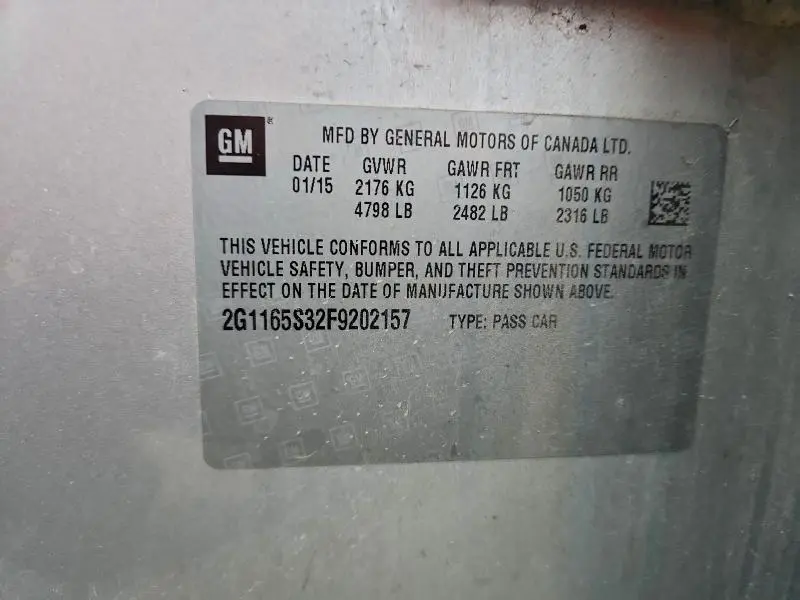 GM®
MFD BY GENERAL MOTORS OF CANADA LTD.
DATE GVWR GAWR FRT GAWR RR
01/15 2176 KG 1126 KG 1050 KG
4798 LB 2482 LB 2316 LB
THIS VEHICLE CONFORMS TO ALL APPLICABLE U.S. FEDERAL MOTOR
VEHICLE SAFETY, BUMPER, AND THEFT PREVENTION STANDARDS IN
EFFECT ON THE DATE OF MANUFACTURE SHOWN ABOVE.
2G1165S32F9202157 TYPE: PASS CAR